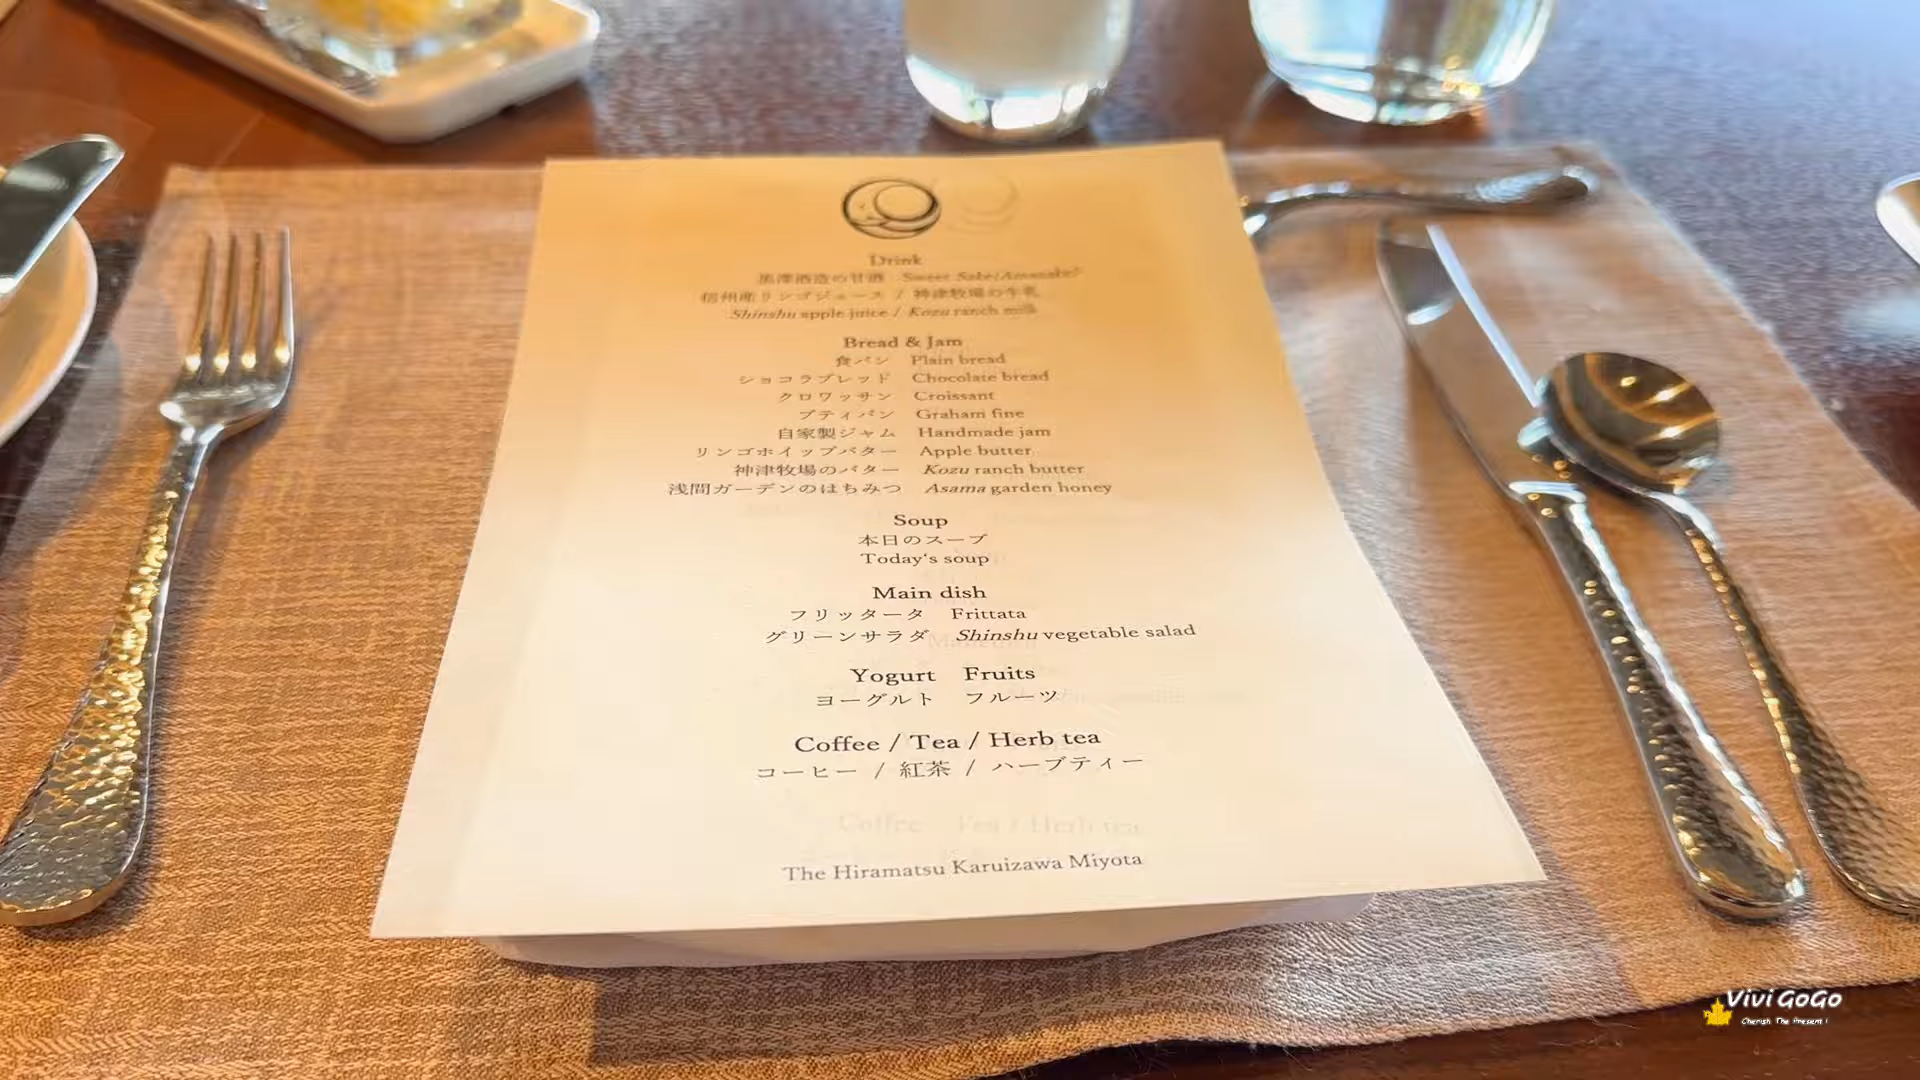 Drink
黒澤酒造の甘酒 Sweet Sake/Amazake
信州産リンゴジュース / 神津牧場の牛乳
Shinshu apple juice / Kozu ranch milk
Bread & Jam
食パン Plain bread
ショコラブレッド Chocolate bread
クロワッサン Croissant
プティパン Graham fine
自家製ジャム Handmade jam
リンゴホイップバター Apple butter
神津牧場のバター Kozu ranch butter
浅間ガーデンのはちみつ Asama garden honey
Soup
本日のスープ
Today's soup
Main dish
フリッタータ Frittata
グリーンサラダ Shinshu vegetable salad
Yogurt Fruits
ヨーグルト フルーツ
Coffee / Tea / Herb tea
コーヒー / 紅茶 / ハーブティー
The Hiramatsu Karuizawa Miyota
Vivi GoGo
Cherish The Present !